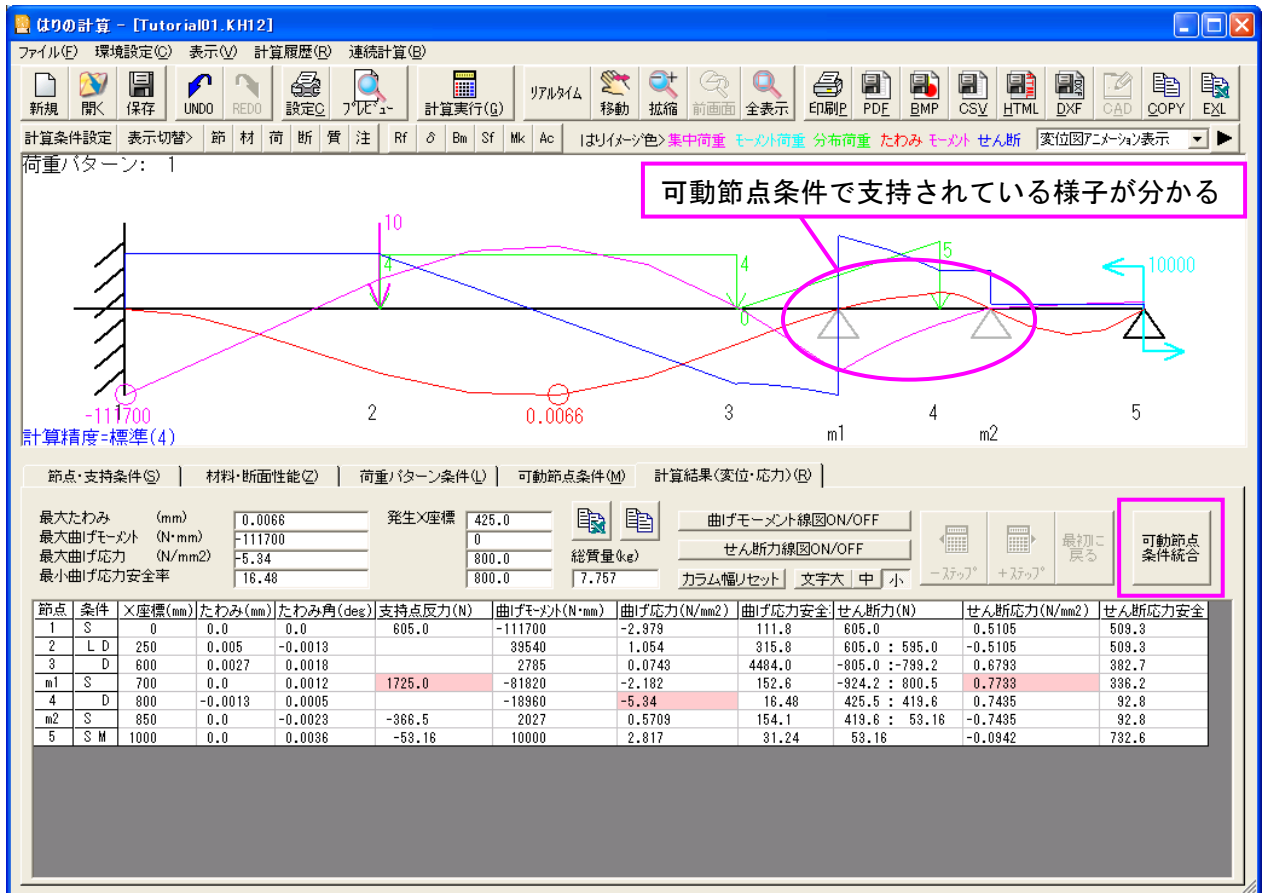 はりの計算 - [Tutorial01.KH12]
ファイル(F) 環境設定(C) 表示(V) 計算履歴(R) 連続計算(B)
新規 開く 保存 UNDO REDO 設定C プレビュー 計算実行(G) リアルタイム 移動 拡縮 前画面 全表示 印刷P PDF BMP CSV HTML DXF CAD COPY EXL
計算条件設定 表示切替> 節 材 荷 断 質 注 Rf δ Bm Sf Mk Ac はりイメージ色> 集中荷重 モーメント荷重 分布荷重 たわみ モーメント せん断 変位図アニメーション表示
荷重パターン: 1
可動節点条件で支持されている様子が分かる
10
4
4
0
5
10000
-111700
0.0066
1 2 3 4 5
m1 m2
計算精度=標準(4)
節点・支持条件(S) 材料・断面性能(Z) 荷重パターン条件(L) 可動節点条件(M) 計算結果(変位・応力)(R)
最大たわみ (mm) 0.0066 発生X座標 425.0
最大曲げモーメント (N・mm) -111700 0
最大曲げ応力 (N/mm2) -5.34 800.0
最小曲げ応力安全率 16.48 800.0
総質量(kg)
7.757
曲げモーメント線図ON/OFF
せん断力線図ON/OFF
カラム幅リセット 文字大 中 小
-ステップ +ステップ 最初に戻る
可動節点
条件統合
節点 条件 X座標(mm) たわみ(mm) たわみ角(deg) 支持点反力(N) 曲げモーメント(N・mm) 曲げ応力(N/mm2) 曲げ応力安全 せん断力(N) せん断応力(N/mm2) せん断応力安全
1 S 0 0.0 0.0 605.0 -111700 -2.979 111.8 605.0 0.5105 509.3
2 L D 250 0.005 -0.0013 39540 1.054 315.8 605.0 : 595.0 -0.5105 509.3
3 D 600 0.0027 0.0018 2785 0.0743 4484.0 -805.0 :-799.2 0.6793 382.7
m1 S 700 0.0 0.0012 1725.0 -81820 -2.182 152.6 -924.2 : 800.5 0.7733 336.2
4 D 800 -0.0013 0.0005 -18960 -5.34 16.48 425.5 : 419.6 0.7435 92.8
m2 S 850 0.0 -0.0023 -366.5 2027 0.5709 154.1 419.6 : 53.16 -0.7435 92.8
5 S M 1000 0.0 0.0036 -53.16 10000 2.817 31.24 53.16 -0.0942 732.6